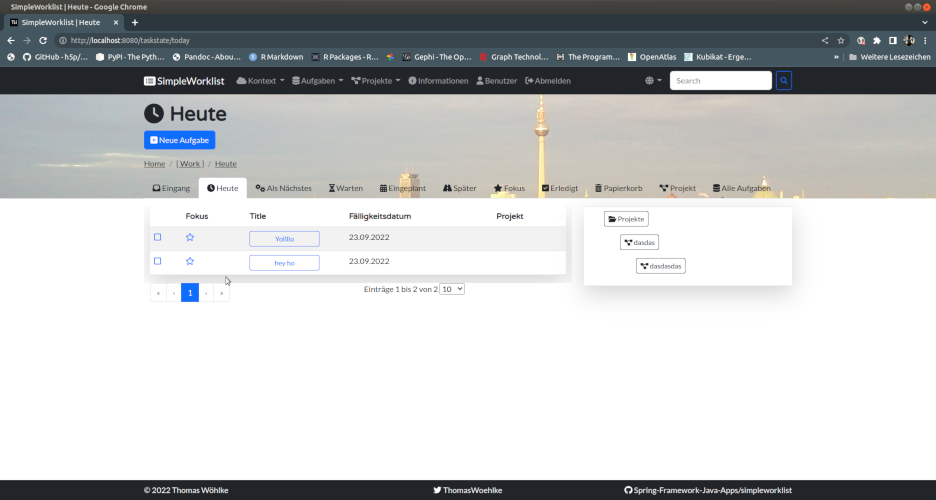 SimpleWorklist | Heute - Google Chrome
SimpleWorklist | Heute
http://localhost:8080/taskstate/today
GitHub - h5p/... PyPI · The Pyth... Pandoc - Abou... R Markdown R Packages - R... Gephi - The Op... Graph Technol... The Program... OpenAtlas Kubikat - Erge... » Weitere Lesezeichen
SimpleWorklist Kontext Aufgaben Projekte Informationen Benutzer Abmelden Search
Heute
Neue Aufgabe
Home / [ Work ] / Heute
Eingang Heute Als Nächstes Warten Eingeplant Später Fokus Erledigt Papierkorb Projekt Alle Aufgaben
Fokus Title Fälligkeitsdatum Projekt
23.09.2022
hey ho 23.09.2022
« ‹ 1 › »
Einträge 1 bis 2 von 2 10
Projekte
dasdas
dasdasdas
© 2022 Thomas Wöhlke ThomasWoehlke Spring-Framework-Java-Apps/simpleworklist